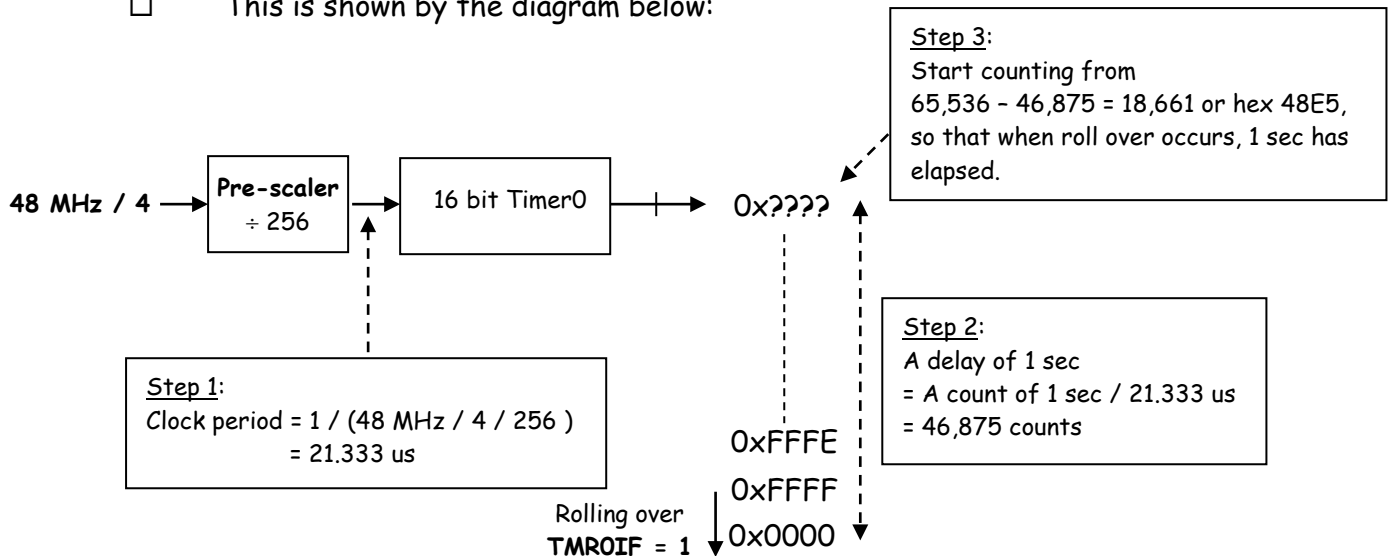 □ This is shown by the diagram below:
Step 3:
Start counting from
65,536 – 46,875 = 18,661 or hex 48E5,
so that when roll over occurs, 1 sec has
elapsed.
48 MHz / 4
Pre-scaler
÷ 256
16 bit Timer0
0x????
Step 2:
A delay of 1 sec
= A count of 1 sec / 21.333 us
= 46,875 counts
Step 1:
Clock period = 1 / (48 MHz / 4 / 256 )
= 21.333 us
0xFFFE
0xFFFF
0x0000
Rolling over
TMR0IF = 1